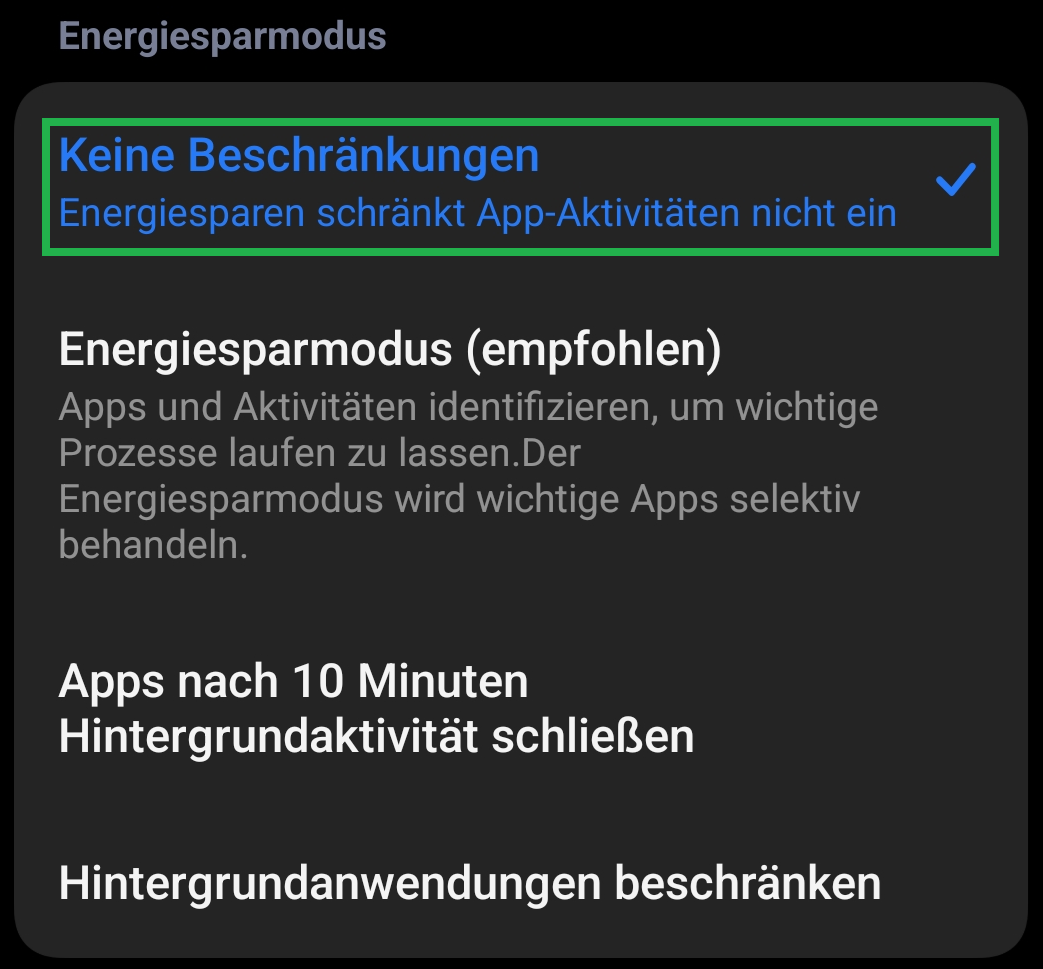 Energiesparmodus
Keine Beschränkungen
Energiesparen schränkt App-Aktivitäten nicht ein
Energiesparmodus (empfohlen)
Apps und Aktivitäten identifizieren, um wichtige
Prozesse laufen zu lassen.Der
Energiesparmodus wird wichtige Apps selektiv
behandeln.
Apps nach 10 Minuten
Hintergrundaktivität schließen
Hintergrundanwendungen beschränken